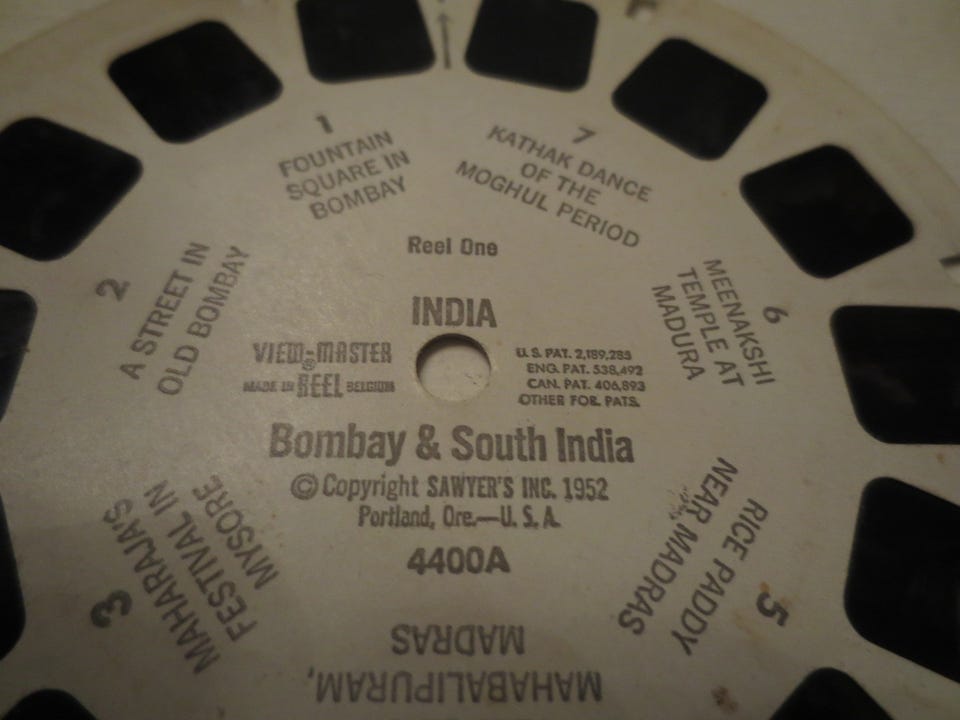 Reel One
INDIA
VIEW-MASTER
®
MADE IN REEL BELGIUM
U.S. PAT. 2,189,285
ENG. PAT. 538,492
CAN. PAT. 406,893
OTHER FOR. PATS.
Bombay & South India
© Copyright SAWYER'S INC. 1952
Portland, Ore.—U. S. A.
4400A
1
FOUNTAIN
SQUARE IN
BOMBAY
2
A STREET IN
OLD BOMBAY
3
MAHARAJA'S
FESTIVAL IN
MYSORE
MAHABALIPURAM,
MADRAS
5
RICE PADDY
NEAR MADRAS
6
MEENAKSHI
TEMPLE AT
MADURA
7
KATHAK DANCE
OF THE
MOGHUL PERIOD